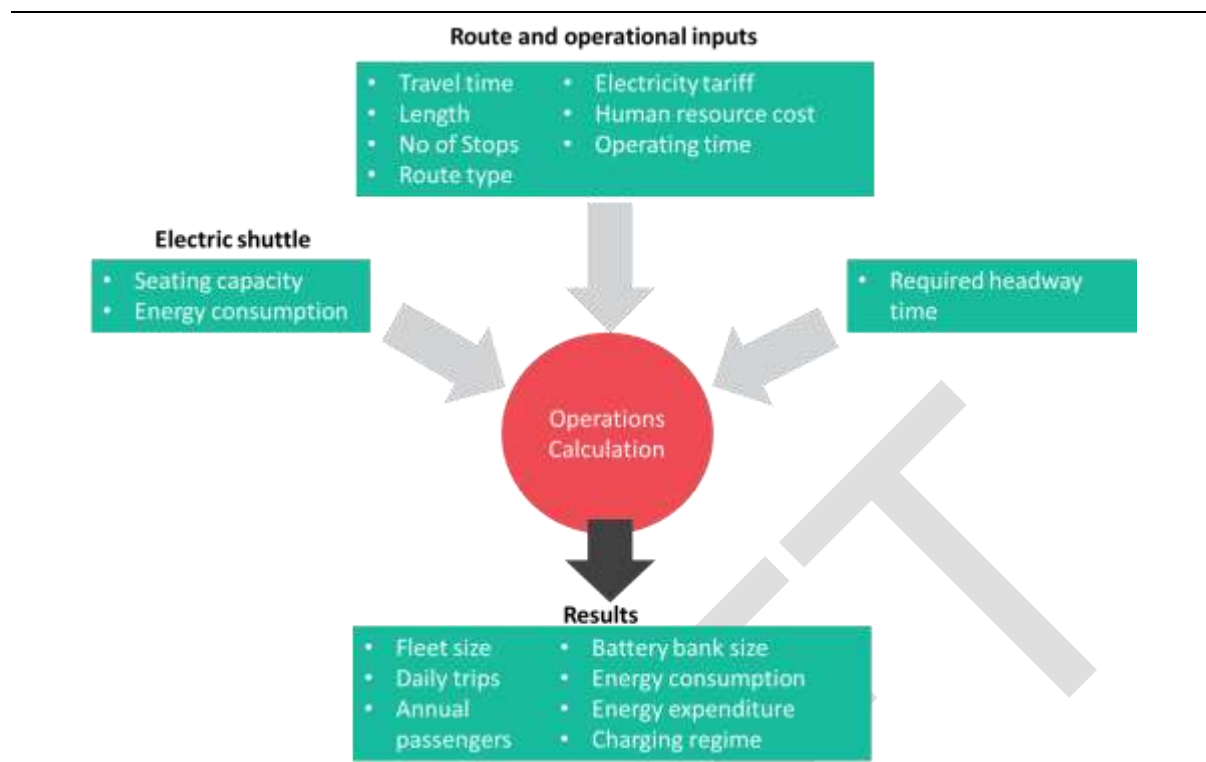 Route and operational inputs
• Travel time
• Length
• No of Stops
• Route type
• Electricity tariff
• Human resource cost
• Operating time
Electric shuttle
• Seating capacity
• Energy consumption
• Required headway
time
Operations
Calculation
Results
• Fleet size
• Daily trips
• Annual
passengers
• Battery bank size
• Energy consumption
• Energy expenditure
• Charging regime